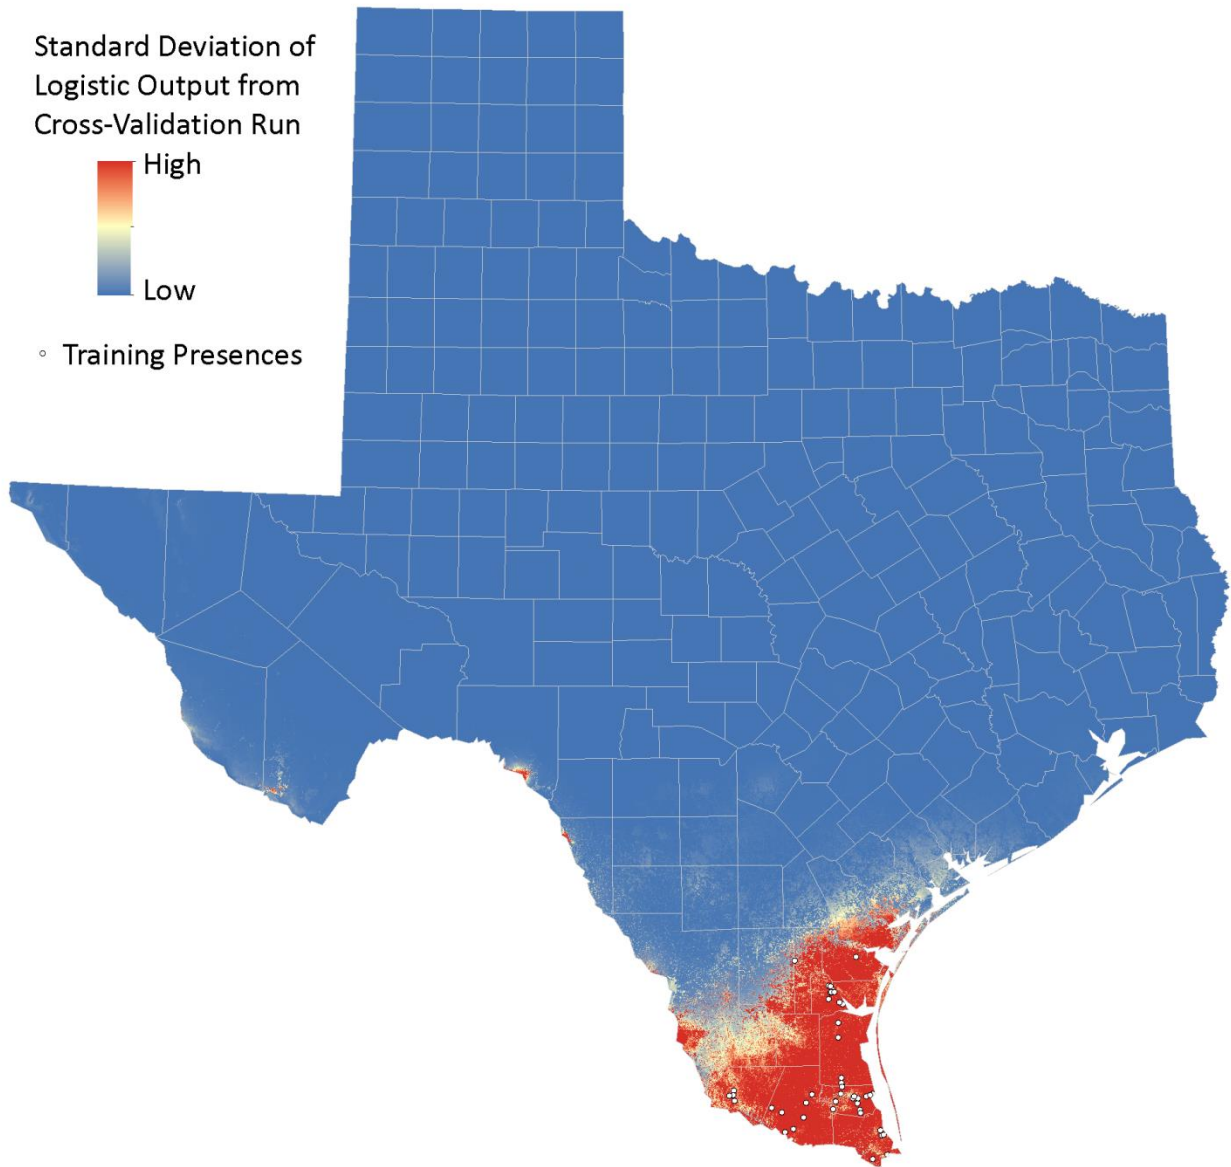 Standard Deviation of
Logistic Output from
Cross-Validation Run
High
Low
Training Presences